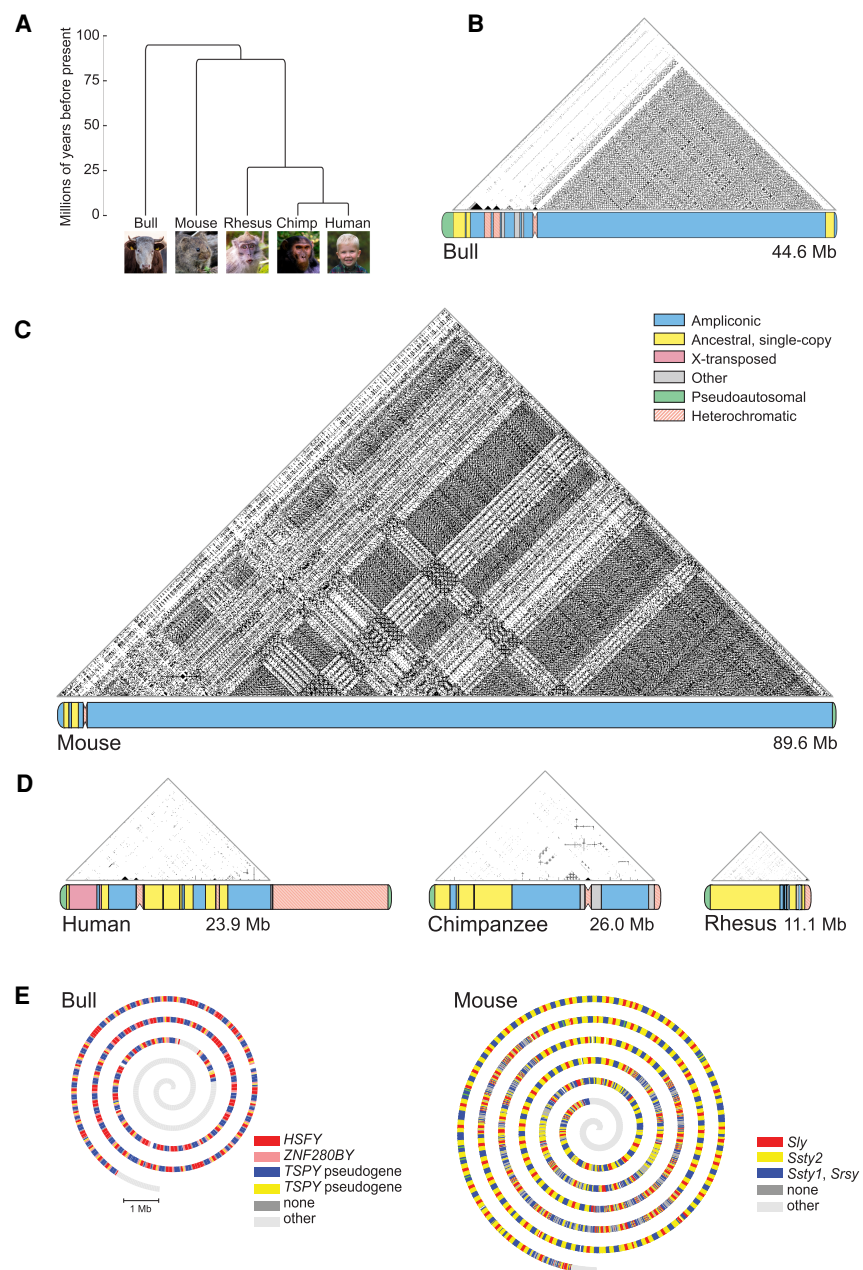 A
Millions of years before present
100
75
50
25
0
Bull Mouse Rhesus Chimp Human
B
Bull 44.6 Mb
C
Ampliconic
Ancestral, single-copy
X-transposed
Other
Pseudoautosomal
Heterochromatic
Mouse 89.6 Mb
D
Human 23.9 Mb
Chimpanzee 26.0 Mb
Rhesus 11.1 Mb
E
Bull
HSFY
ZNF280BY
TSPY pseudogene
TSPY pseudogene
none
other
1 Mb
Mouse
Sly
Ssty2
Ssty1, Srsy
none
other